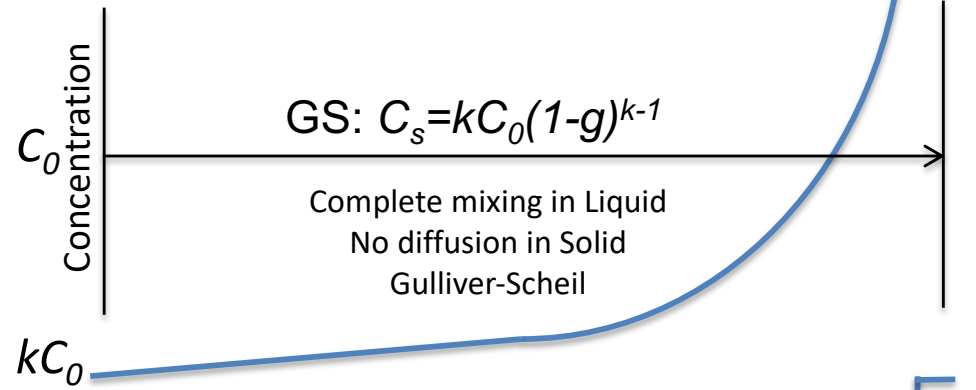 Concentration
GS: Cₛ=kC₀(1-g)ᵏ⁻¹
C₀
Complete mixing in Liquid
No diffusion in Solid
Gulliver-Scheil
kC₀